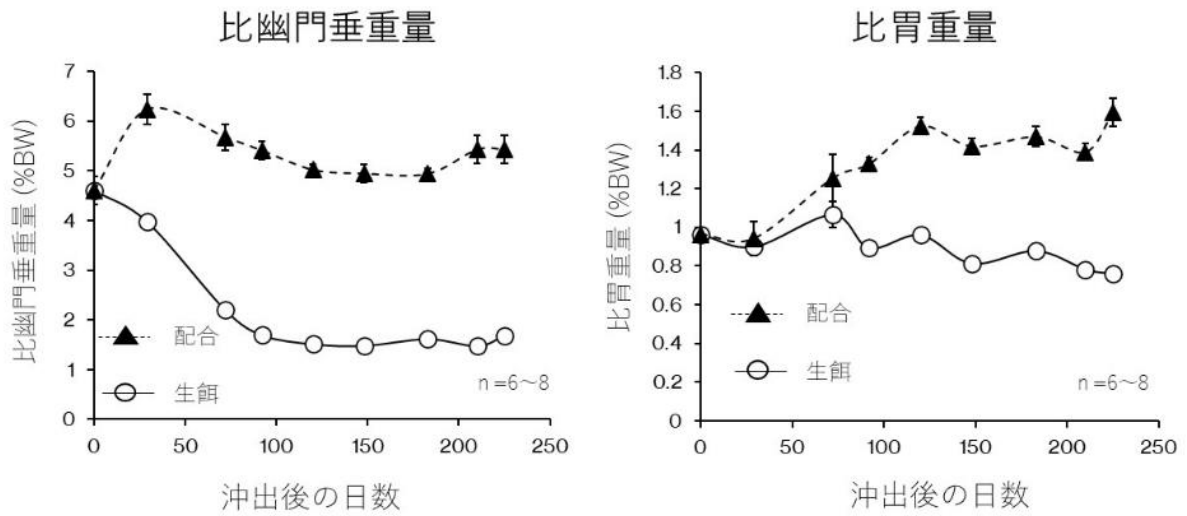 比幽門垂重量
比幽門垂重量 (%BW)
7
6
5
4
3
2
1
0
配合
生餌
n=6～8
0 50 100 150 200 250
沖出後の日数
比胃重量
比胃重量 (%BW)
1.8
1.6
1.4
1.2
1
0.8
0.6
0.4
0.2
0
配合
生餌
n=6～8
0 50 100 150 200 250
沖出後の日数